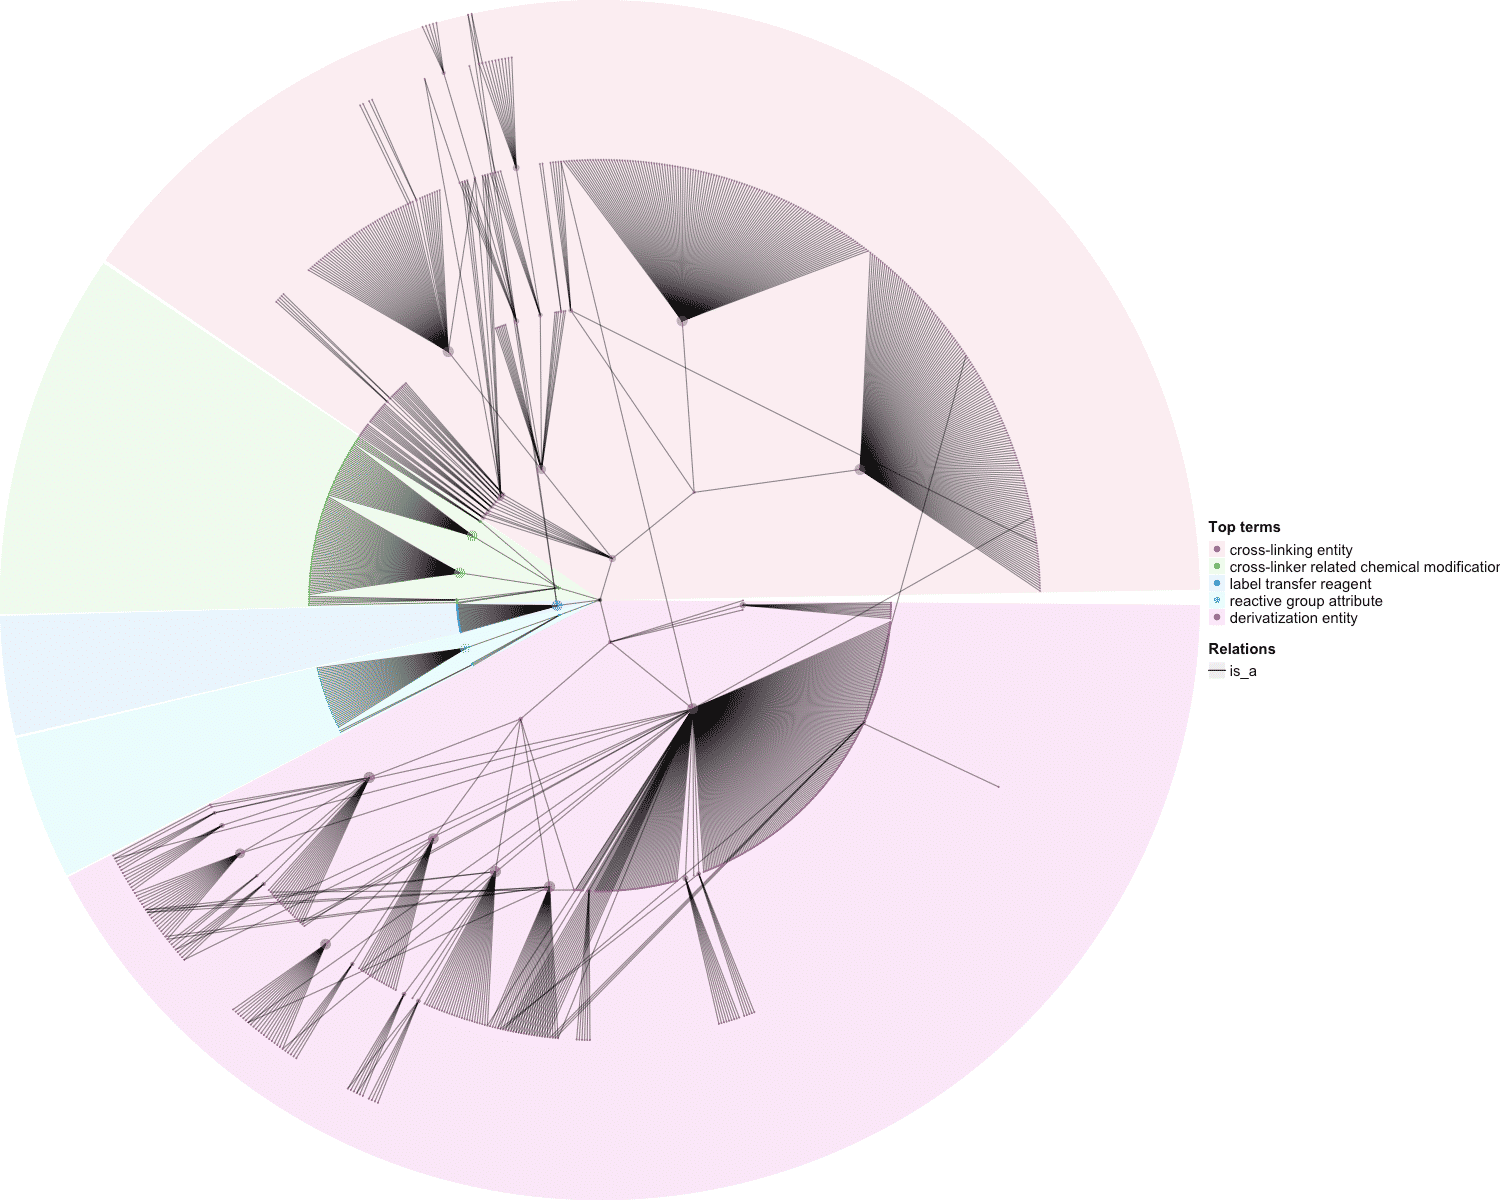 Top terms
cross-linking entity
cross-linker related chemical modification
label transfer reagent
reactive group attribute
derivatization entity
Relations
is_a